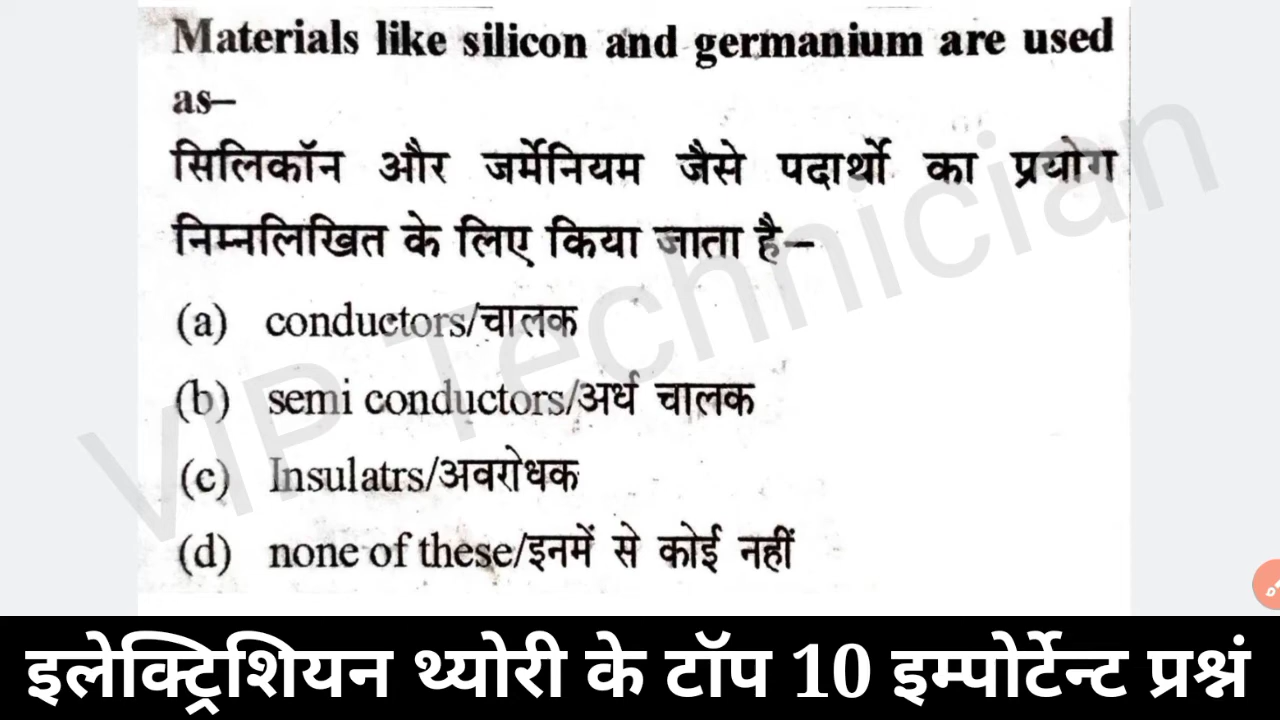 Materials like silicon and germanium are used
as–
सिलिकॉन और जर्मेनियम जैसे पदार्थो का प्रयोग
निम्नलिखित के लिए किया जाता है–
(a) conductors/चालक
(b) semi conductors/अर्ध चालक
(c) Insulatrs/अवरोधक
(d) none of these/इनमें से कोई नहीं
VIP Technician
इलेक्ट्रिशियन थ्योरी के टॉप 10 इम्पोर्टेन्ट प्रश्नं